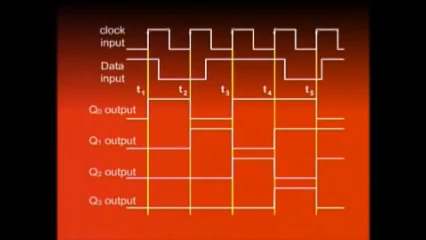 clock
input
Data
input
t1 t2 t3 t4 t5
Q0 output
Q1 output
Q2 output
Q3 output